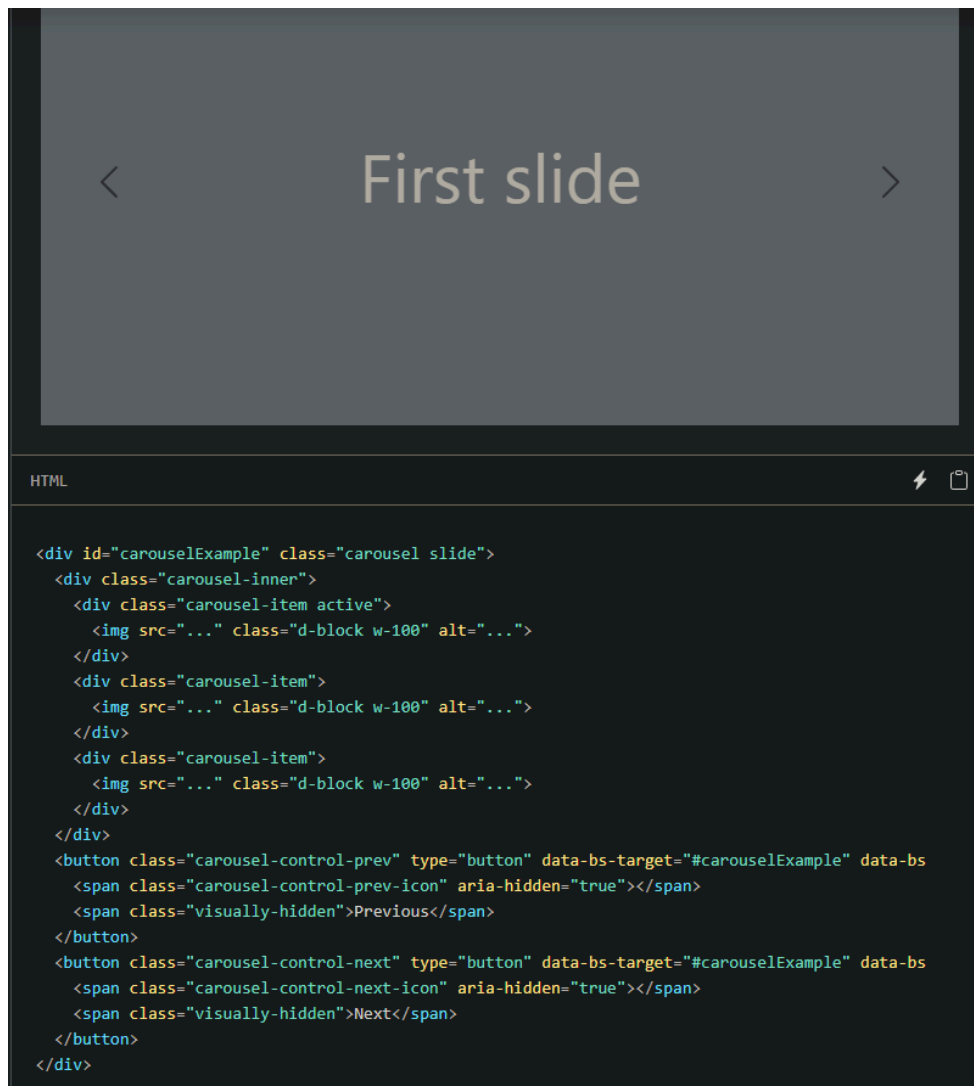 First slide
HTML
<div id="carouselExample" class="carousel slide">
  <div class="carousel-inner">
    <div class="carousel-item active">
      <img src="..." class="d-block w-100" alt="...">
    </div>
    <div class="carousel-item">
      <img src="..." class="d-block w-100" alt="...">
    </div>
    <div class="carousel-item">
      <img src="..." class="d-block w-100" alt="...">
    </div>
  </div>
  <button class="carousel-control-prev" type="button" data-bs-target="#carouselExample" data-bs
    <span class="carousel-control-prev-icon" aria-hidden="true"></span>
    <span class="visually-hidden">Previous</span>
  </button>
  <button class="carousel-control-next" type="button" data-bs-target="#carouselExample" data-bs
    <span class="carousel-control-next-icon" aria-hidden="true"></span>
    <span class="visually-hidden">Next</span>
  </button>
</div>